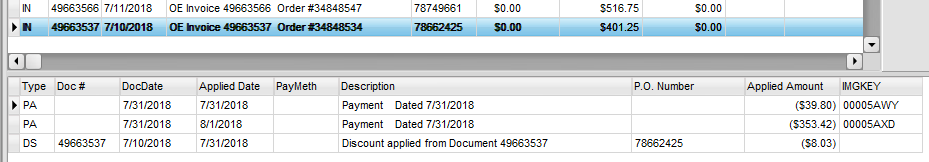 IN 49663566 7/11/2018 OE Invoice 49663566 Order #34848547 78749661 $0.00 $516.75 $0.00
IN 49663537 7/10/2018 OE Invoice 49663537 Order #34848534 78662425 $0.00 $401.25 $0.00
Type Doc # DocDate Applied Date PayMeth Description P.O. Number Applied Amount IMGKEY
PA 7/31/2018 7/31/2018 Payment Dated 7/31/2018 ($39.80) 00005AWY
PA 7/31/2018 8/1/2018 Payment Dated 7/31/2018 ($353.42) 00005AXD
DS 49663537 7/10/2018 7/31/2018 Discount applied from Document 49663537 78662425 ($8.03)